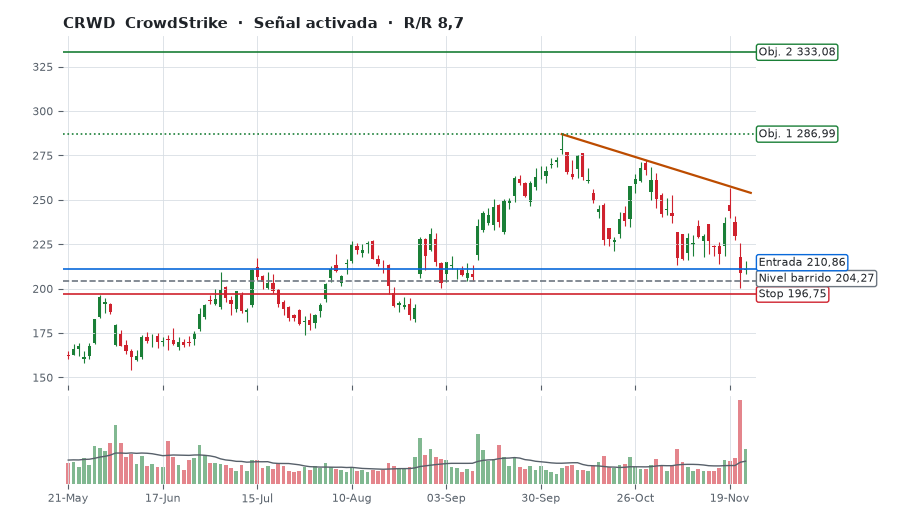 CRWD CrowdStrike · Señal activada · R/R 8,7
Obj. 2 333,08
325
300
Obj. 1 286,99
275
250
225
Entrada 210,86
Nivel barrido 204,27
200
Stop 196,75
175
150
21-May 17-Jun 15-Jul 10-Aug 03-Sep 30-Sep 26-Oct 19-Nov